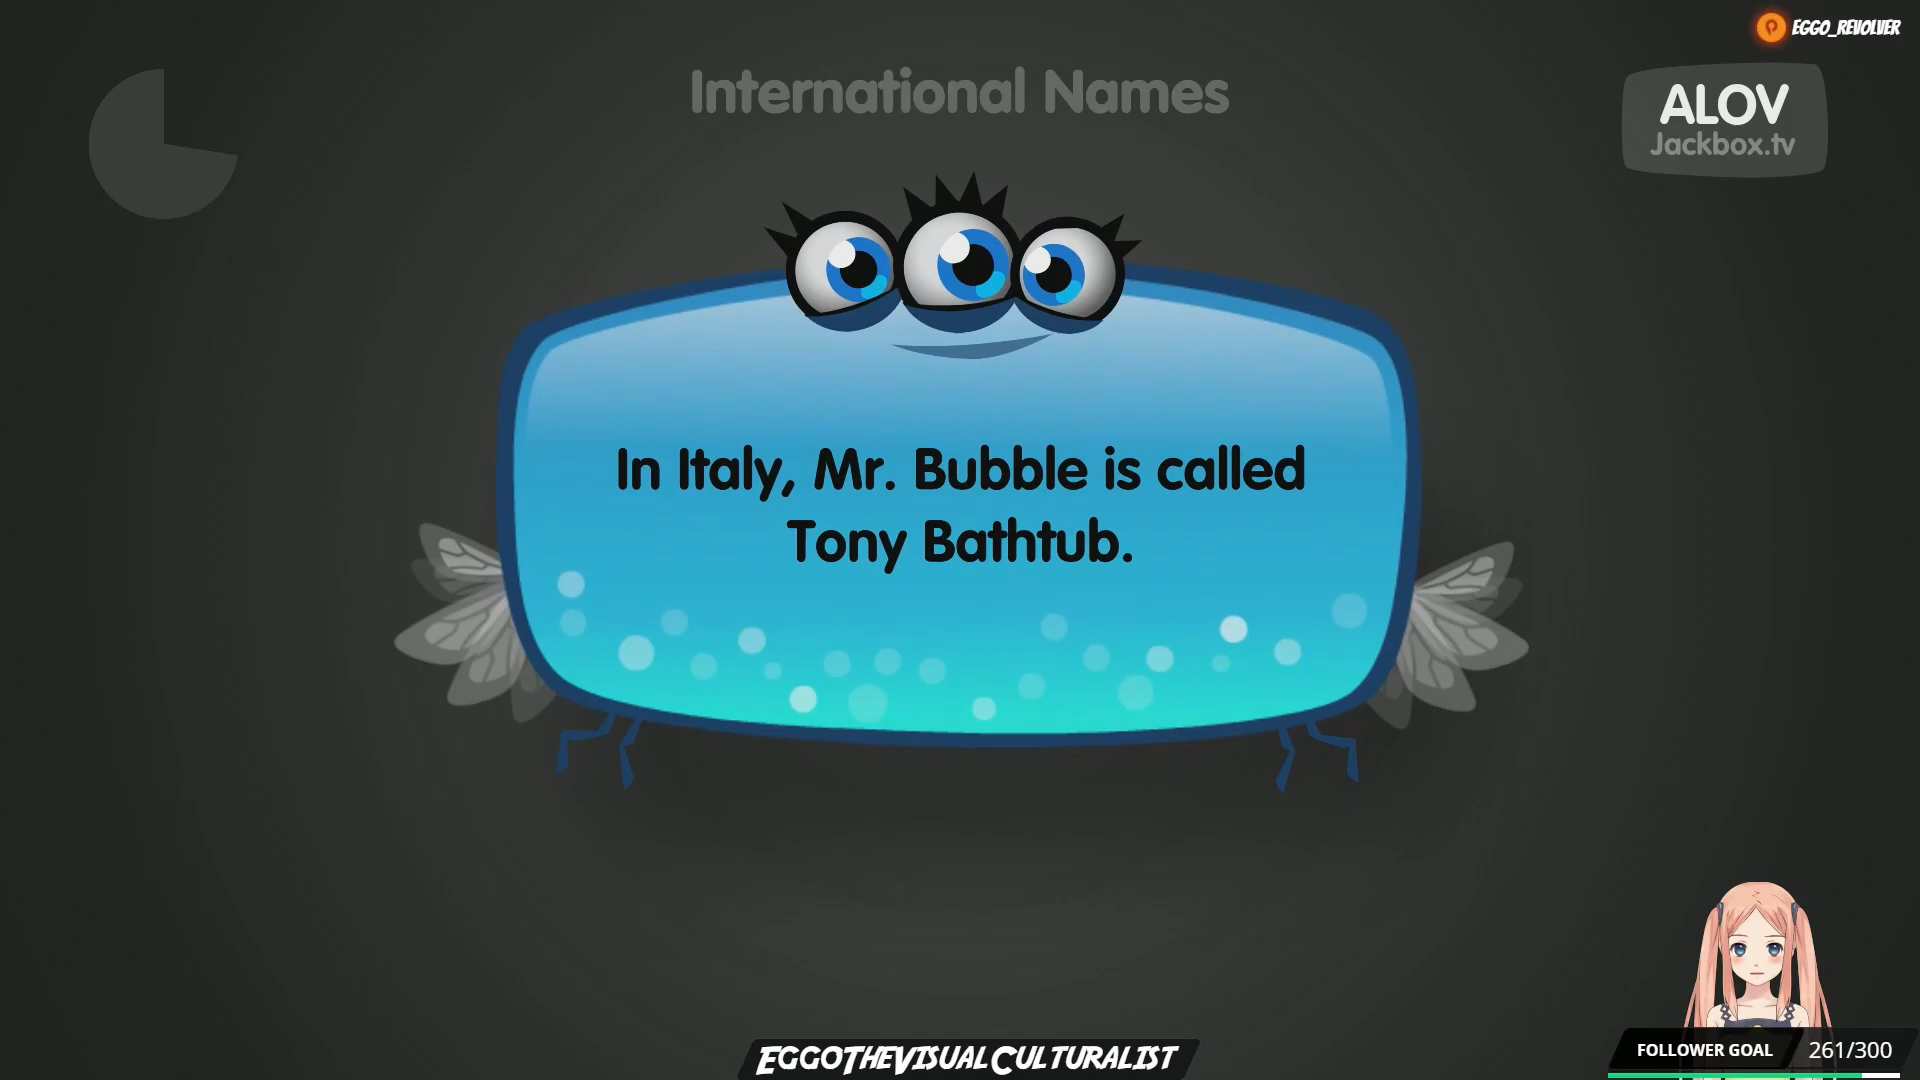 EGGO_REVOLVER
International Names
ALOV
Jackbox.tv
In Italy, Mr. Bubble is called
Tony Bathtub.
EGGOTHEVISUALCULTURALIST
FOLLOWER GOAL 261/300